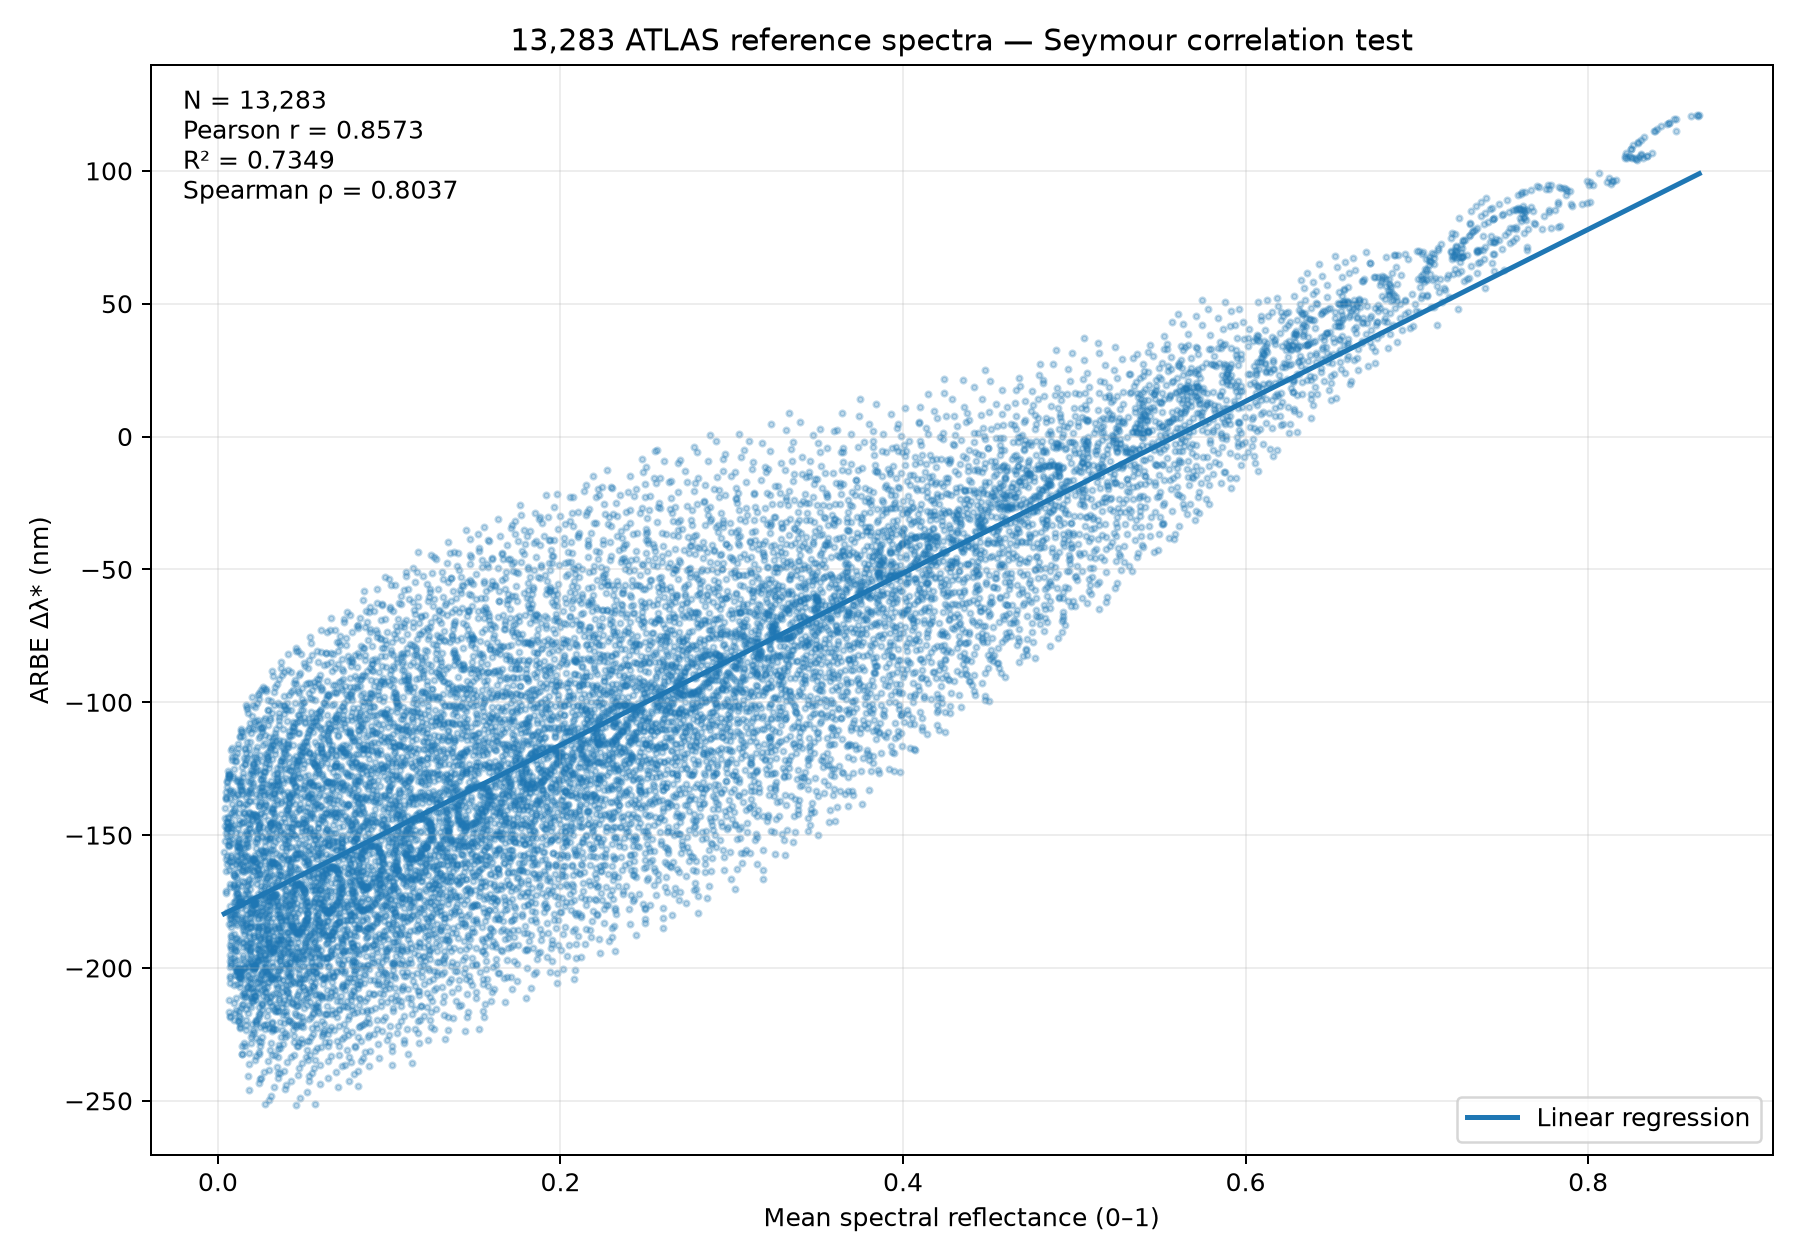 13,283 ATLAS reference spectra — Seymour correlation test
N = 13,283
Pearson r = 0.8573
R² = 0.7349
Spearman ρ = 0.8037
ARBE Δλ* (nm)
100
50
0
−50
−100
−150
−200
−250
Linear regression
0.0 0.2 0.4 0.6 0.8
Mean spectral reflectance (0–1)